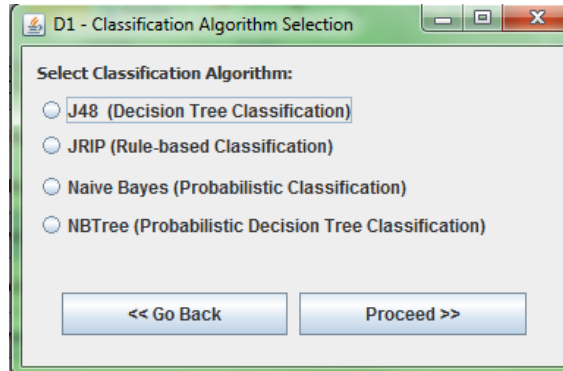 D1 - Classification Algorithm Selection
Select Classification Algorithm:
J48 (Decision Tree Classification)
JRIP (Rule-based Classification)
Naive Bayes (Probabilistic Classification)
NBTree (Probabilistic Decision Tree Classification)
<< Go Back
Proceed >>